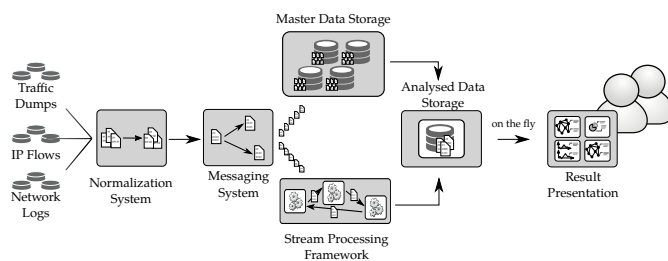 Master Data Storage
Traffic
Dumps
IP Flows
Network
Logs
Normalization
System
Messaging
System
Stream Processing
Framework
Analysed Data
Storage
on the fly
Result
Presentation